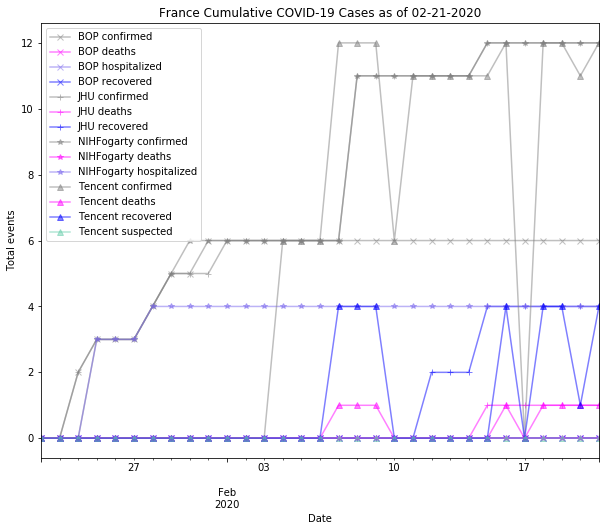 France Cumulative COVID-19 Cases as of 02-21-2020
BOP confirmed
BOP deaths
BOP hospitalized
BOP recovered
JHU confirmed
JHU deaths
JHU recovered
NIHFogarty confirmed
NIHFogarty deaths
NIHFogarty hospitalized
Tencent confirmed
Tencent deaths
Tencent recovered
Tencent suspected
Total events
12
10
8
6
4
2
0
27
03
10
17
Feb
2020
Date